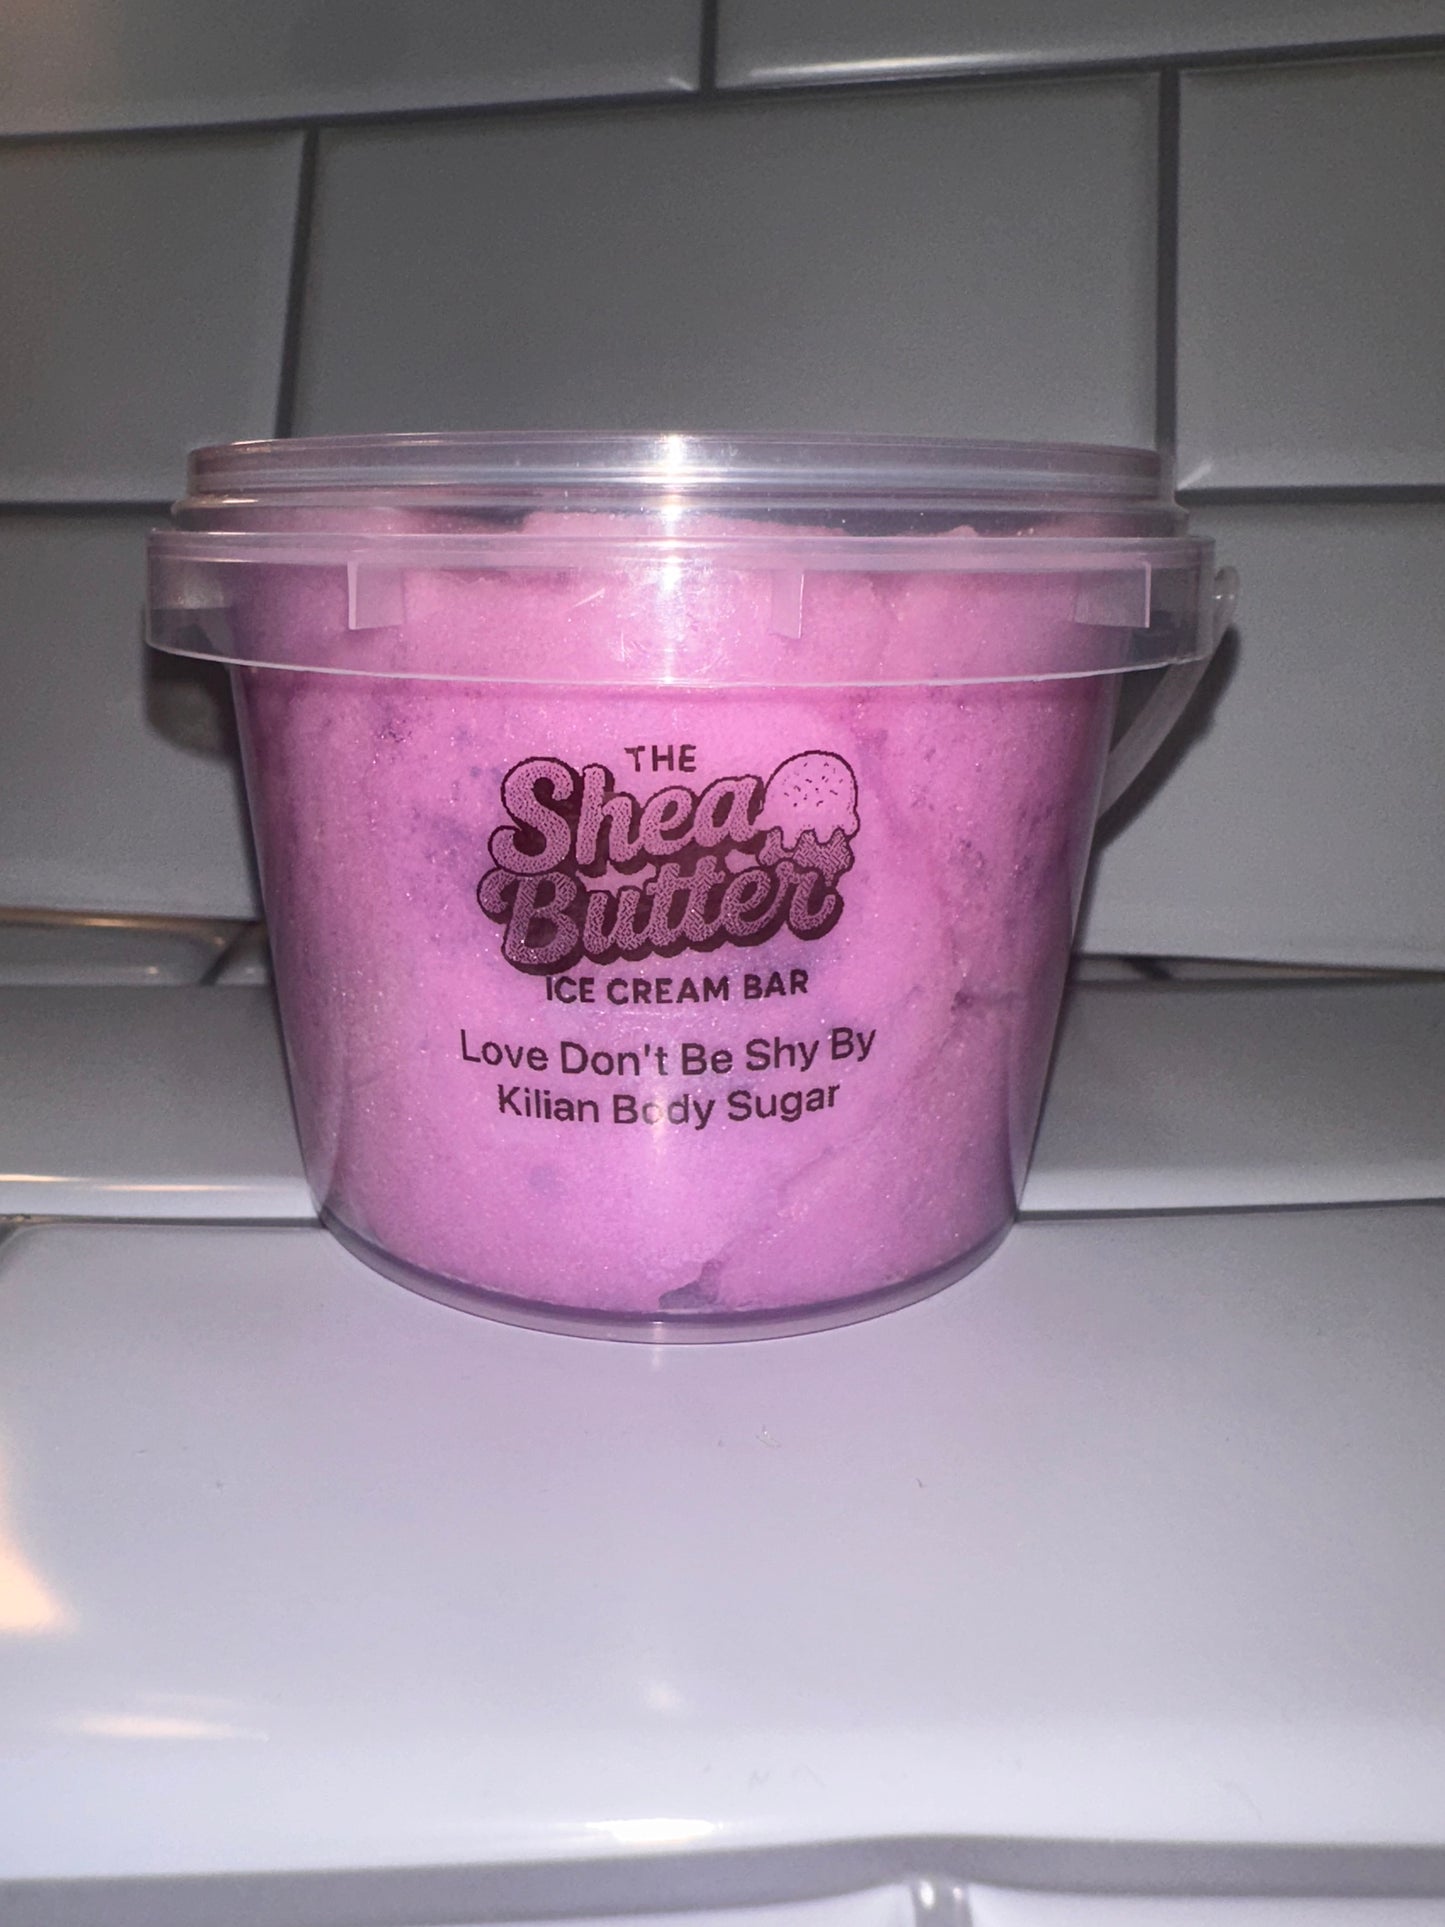 THE
Shea
Butter
ICE CREAM BAR
Love Don't Be Shy By
Kilian Body Sugar